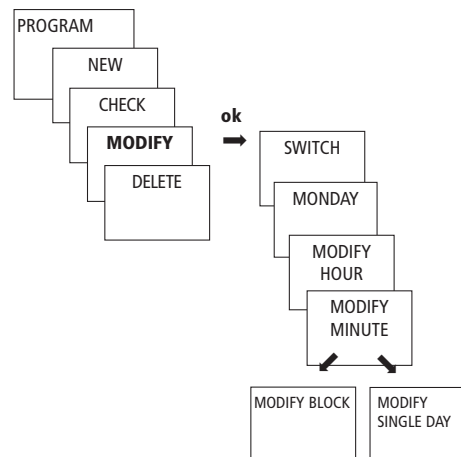 PROGRAM
NEW
CHECK
MODIFY
DELETE
ok
SWITCH
MONDAY
MODIFY
HOUR
MODIFY
MINUTE
MODIFY BLOCK
MODIFY
SINGLE DAY